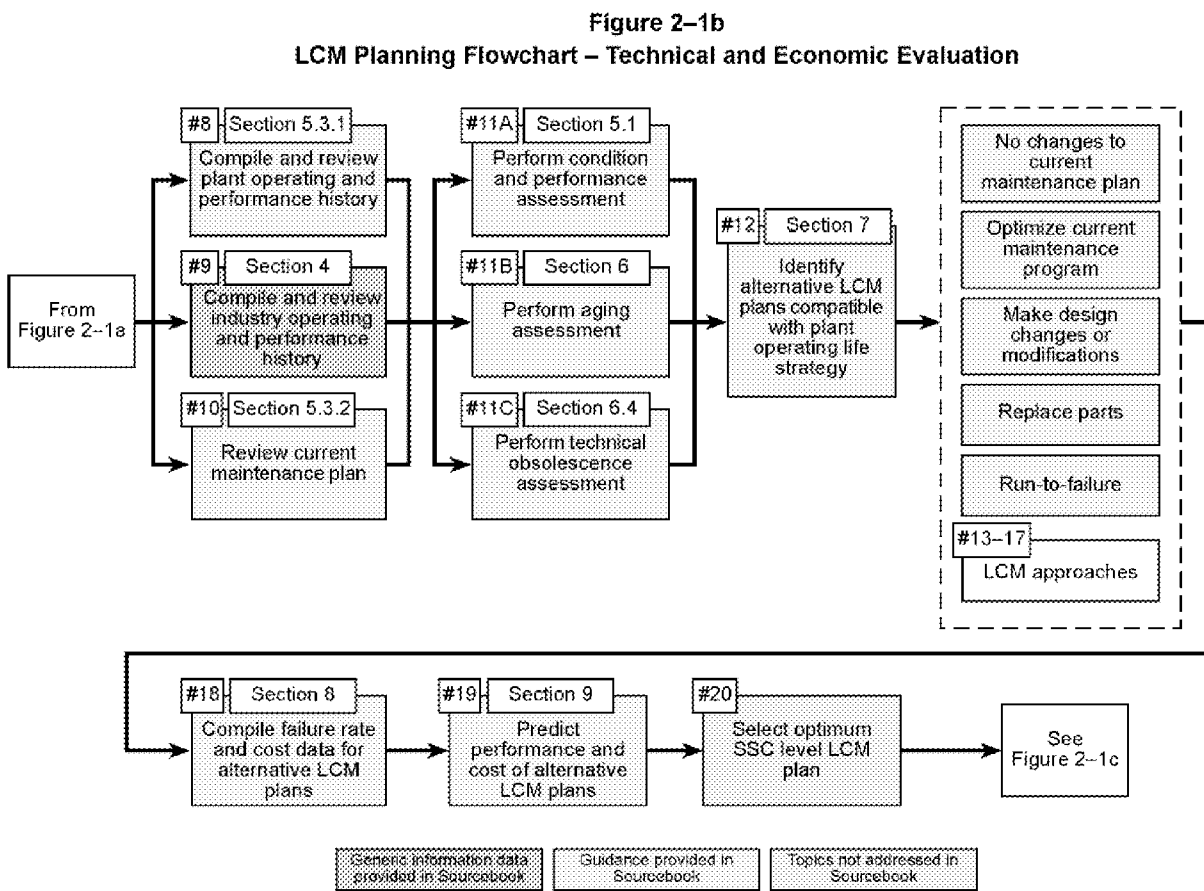 Figure 2–1b
LCM Planning Flowchart – Technical and Economic Evaluation
From
Figure 2–1a
#8
Section 5.3.1
Compile and review
plant operating and
performance history
#9
Section 4
Compile and review
industry operating
and performance
history
#10
Section 5.3.2
Review current
maintenance plan
#11A
Section 5.1
Perform condition
and performance
assessment
#11B
Section 6
Perform aging
assessment
#11C
Section 6.4
Perform technical
obsolescence
assessment
#12
Section 7
Identify
alternative LCM
plans compatible
with plant
operating life
strategy
No changes to
current
maintenance plan
Optimize current
maintenance
program
Make design
changes or
modifications
Replace parts
Run-to-failure
#13–17
LCM approaches
#18
Section 8
Compile failure rate
and cost data for
alternative LCM
plans
#19
Section 9
Predict
performance and
cost of alternative
LCM plans
#20
Select optimum
SSC level LCM
plan
See
Figure 2–1c
Generic information data
provided in Sourcebook
Guidance provided in
Sourcebook
Topics not addressed in
Sourcebook